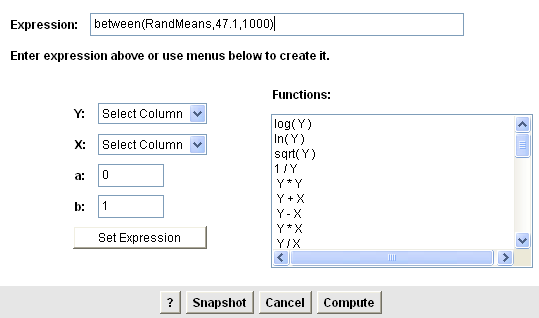 Expression: between(RandMeans,47.1,1000)
Enter expression above or use menus below to create it.
Functions:
Y: Select Column
X: Select Column
a: 0
b: 1
Set Expression
log( Y )
ln( Y )
sqrt( Y )
1 / Y
Y * Y
Y + X
Y - X
Y * X
Y / X
? Snapshot Cancel Compute